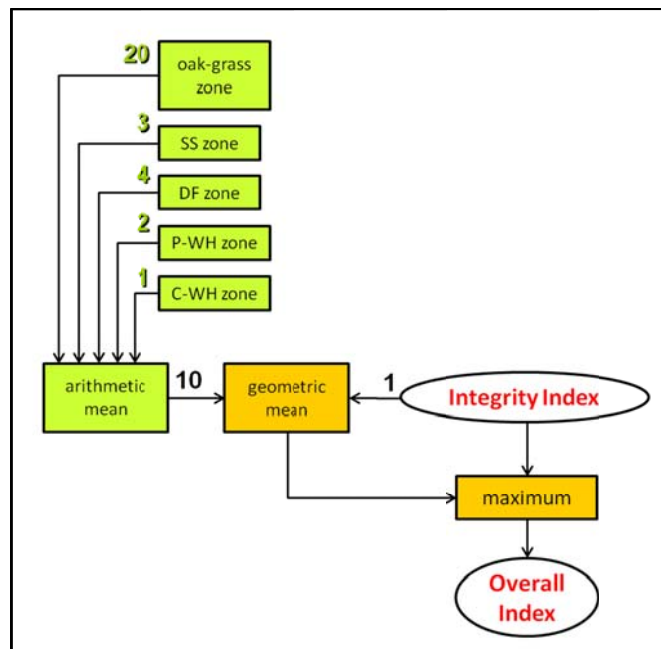 20
oak-grass
zone
3
SS zone
4
DF zone
2
P-WH zone
1
C-WH zone
arithmetic
mean
10
geometric
mean
1
Integrity Index
maximum
Overall
Index